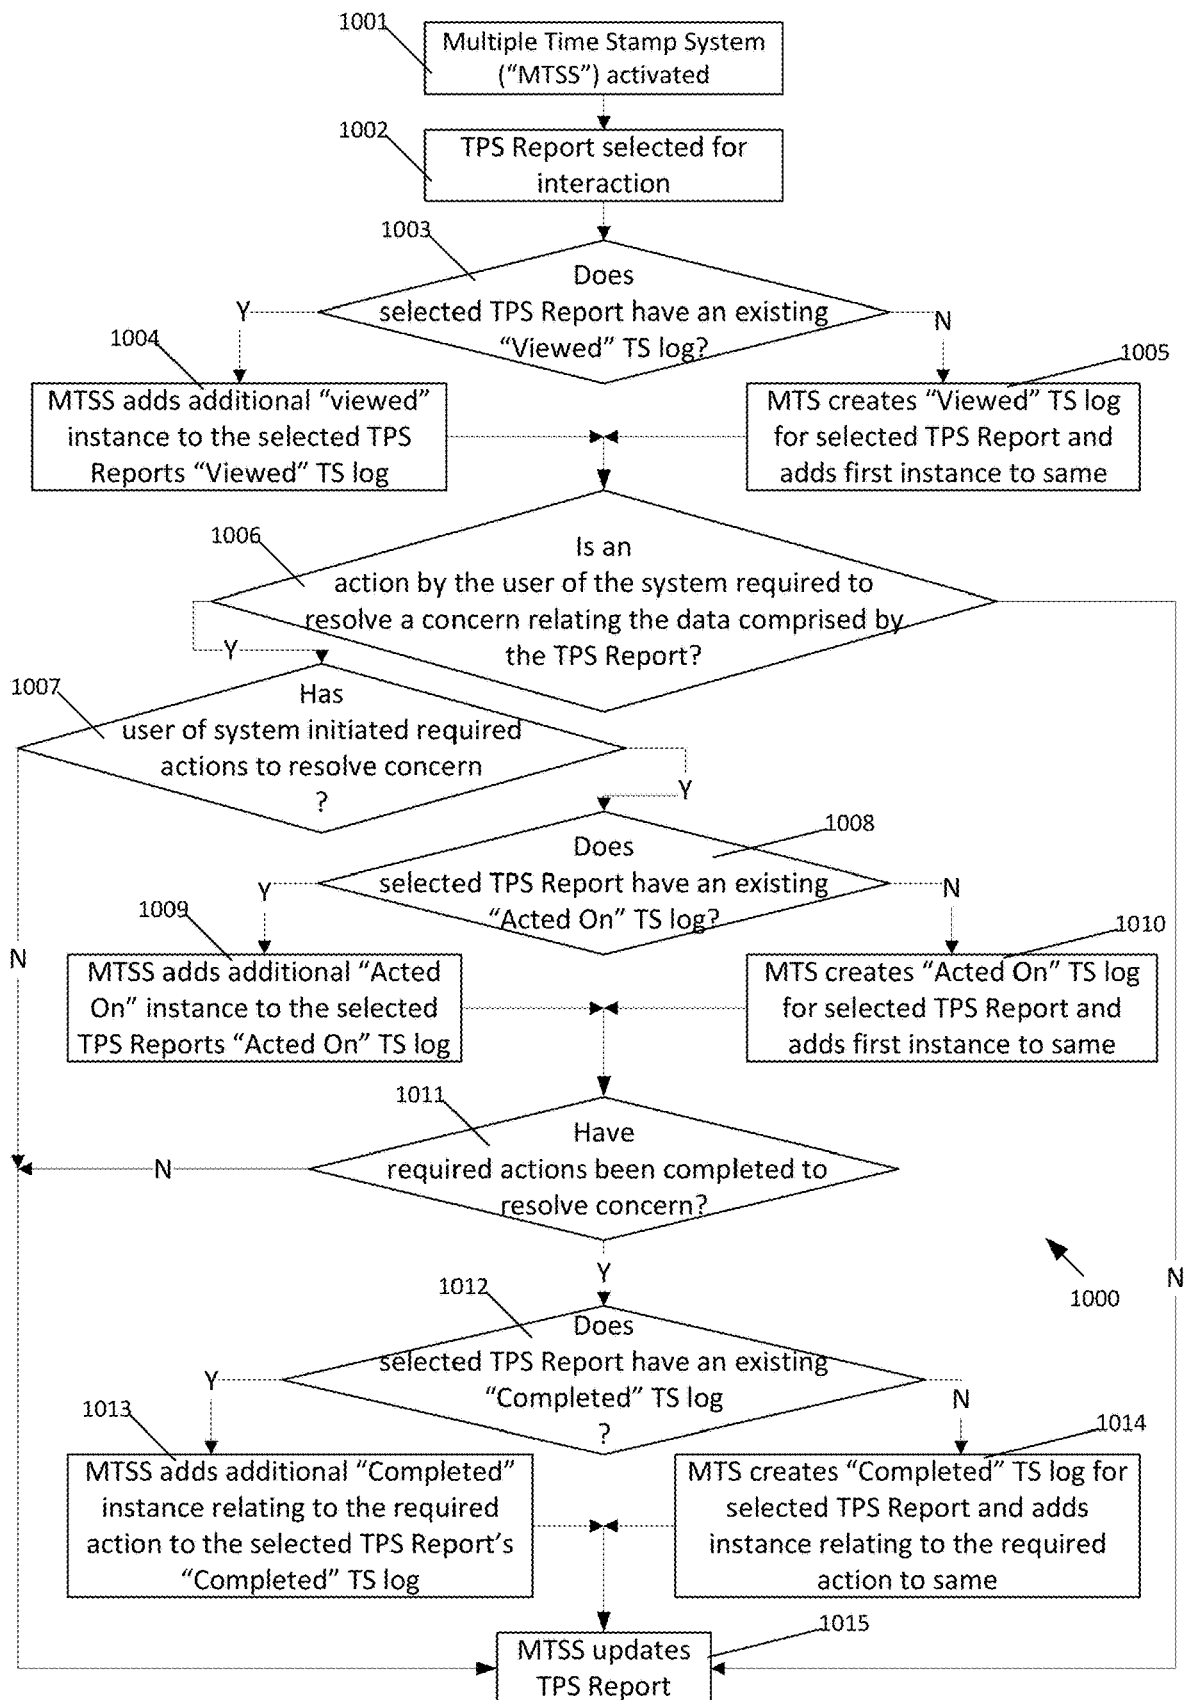 1001
Multiple Time Stamp System
(“MTSS”) activated
1002
TPS Report selected for
interaction
1003
Does
selected TPS Report have an existing
“Viewed” TS log?
Y
N
1004
MTSS adds additional “viewed”
instance to the selected TPS
Reports “Viewed” TS log
1005
MTS creates “Viewed” TS log
for selected TPS Report and
adds first instance to same
1006
Is an
action by the user of the system required to
resolve a concern relating the data comprised by
the TPS Report?
Y
N
1007
Has
user of system initiated required
actions to resolve concern
?
Y
N
1008
Does
selected TPS Report have an existing
“Acted On” TS log?
Y
N
1009
MTSS adds additional “Acted
On” instance to the selected
TPS Reports “Acted On” TS log
1010
MTS creates “Acted On” TS log
for selected TPS Report and
adds first instance to same
1011
Have
required actions been completed to
resolve concern?
N
Y
1000
1012
Does
selected TPS Report have an existing
“Completed” TS log
?
Y
N
1013
MTSS adds additional “Completed”
instance relating to the required
action to the selected TPS Report’s
“Completed” TS log
1014
MTS creates “Completed” TS log for
selected TPS Report and adds
instance relating to the required
action to same
1015
MTSS updates
TPS Report